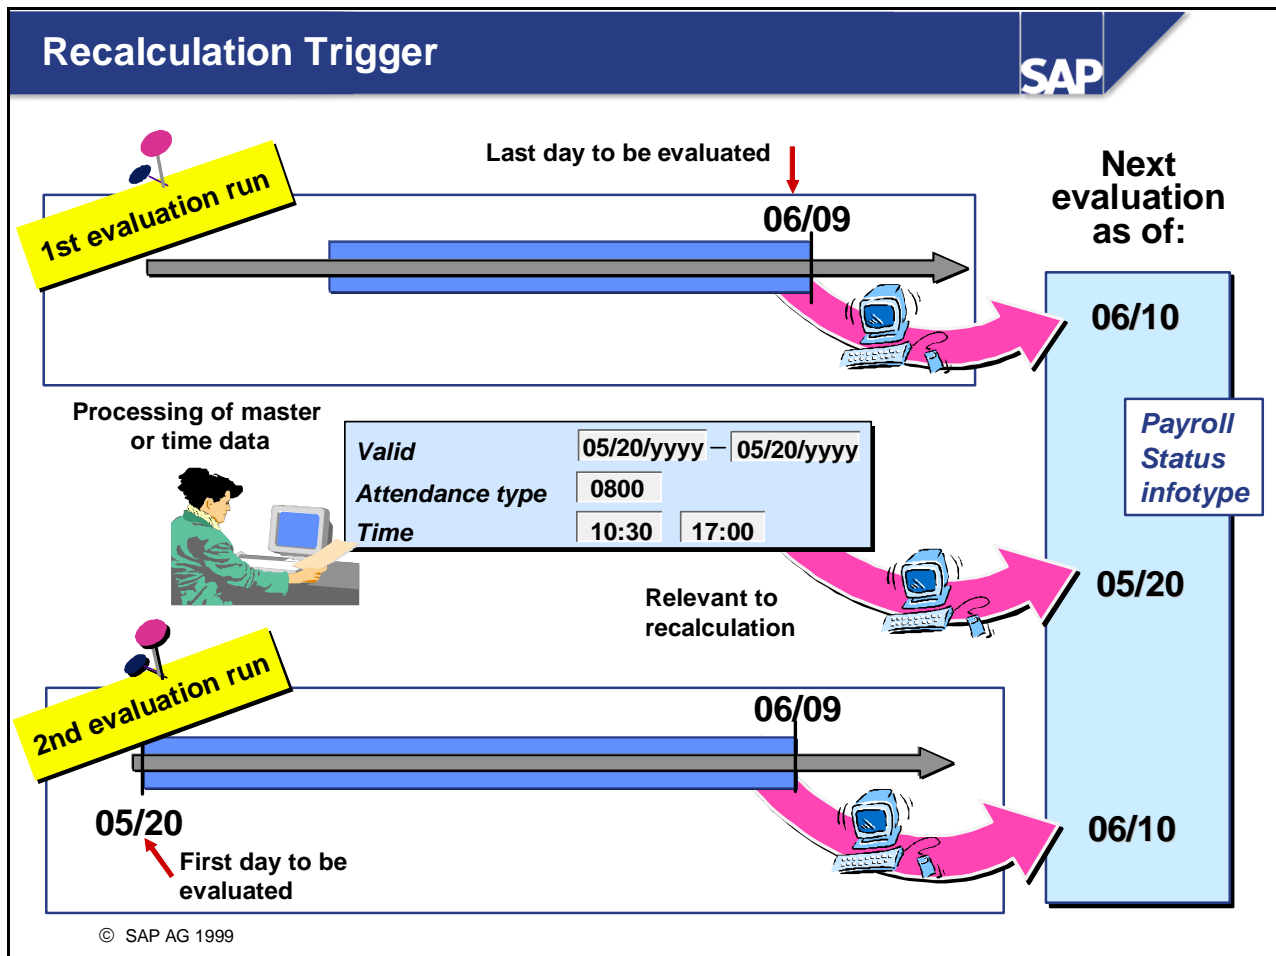 Recalculation Trigger
SAP
1st evaluation run
Last day to be evaluated
06/09
Next
evaluation
as of:
06/10
Processing of master
or time data
Valid 05/20/yyyy – 05/20/yyyy
Attendance type 0800
Time 10:30 17:00
Payroll
Status
infotype
Relevant to
recalculation
05/20
2nd evaluation run
06/09
05/20
First day to be
evaluated
06/10
© SAP AG 1999